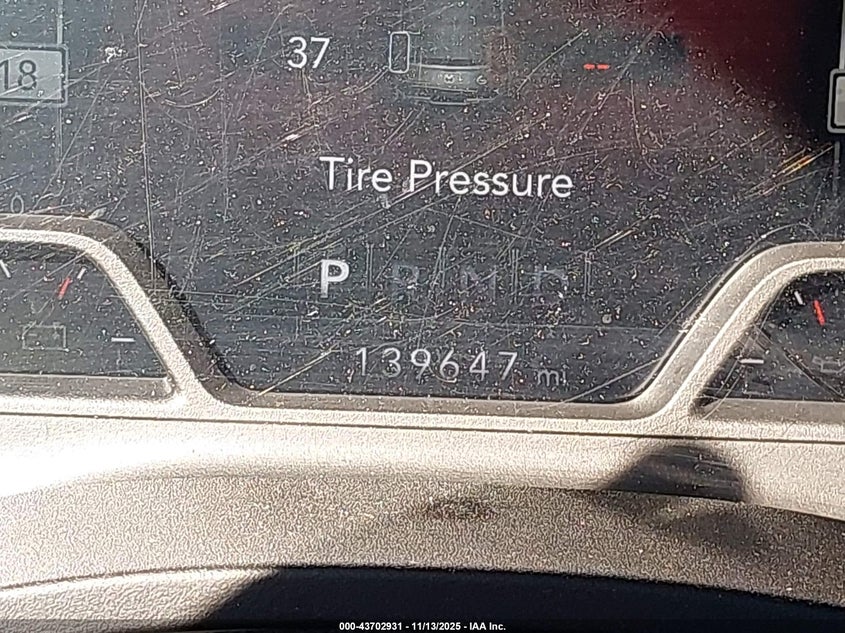 37
18
--
Tire Pressure
P R N D
139647 mi
000-43702931 - 11/13/2025 - IAA Inc.